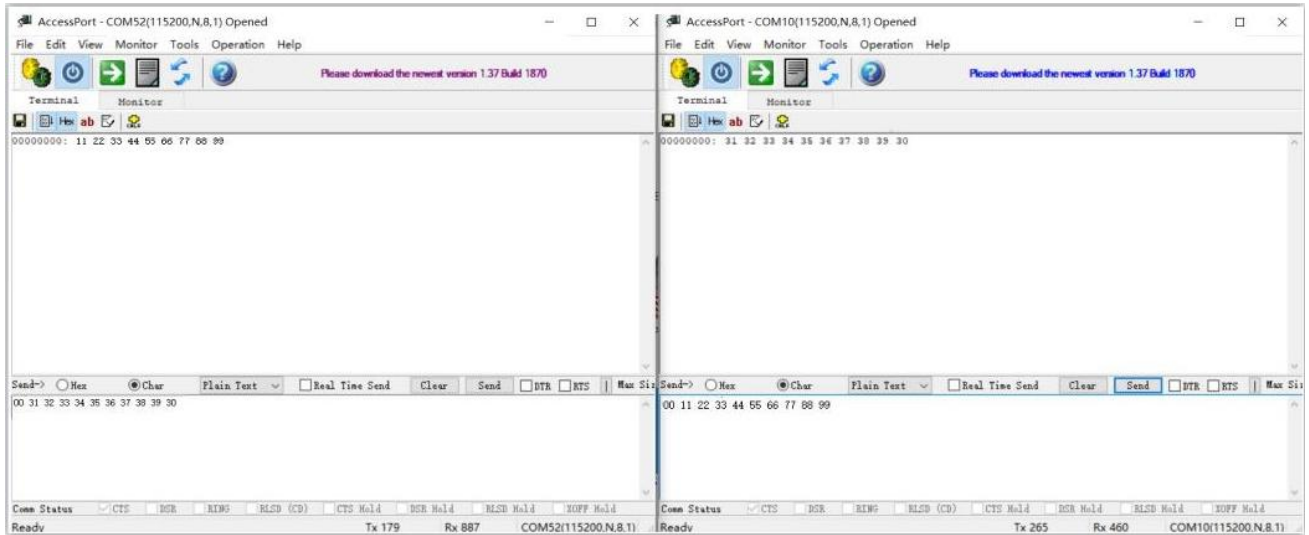 AccessPort - COM52(115200,N,8,1) Opened
File Edit View Monitor Tools Operation Help
Please download the newest version 1.37 Build 1870
Terminal Monitor
Hex ab
00000000: 11 22 33 44 55 66 77 88 99
Send-> Hex Char Plain Text Real Time Send Clear Send DTR RTS | Max Siz
00 31 32 33 34 35 36 37 38 39 30
Comm Status CTS DSR RING RLSD (CD) CTS Hold DSR Hold RLSD Hold XOFF Hold
Ready Tx 179 Rx 887 COM52(115200,N,8,1)
AccessPort - COM10(115200,N,8,1) Opened
File Edit View Monitor Tools Operation Help
Please download the newest version 1.37 Build 1870
Terminal Monitor
Hex ab
00000000: 31 32 33 34 35 36 37 38 39 30
Send-> Hex Char Plain Text Real Time Send Clear Send DTR RTS | Max Siz
00 11 22 33 44 55 66 77 88 99
Comm Status CTS DSR RING RLSD (CD) CTS Hold DSR Hold RLSD Hold XOFF Hold
Ready Tx 265 Rx 460 COM10(115200,N,8,1)